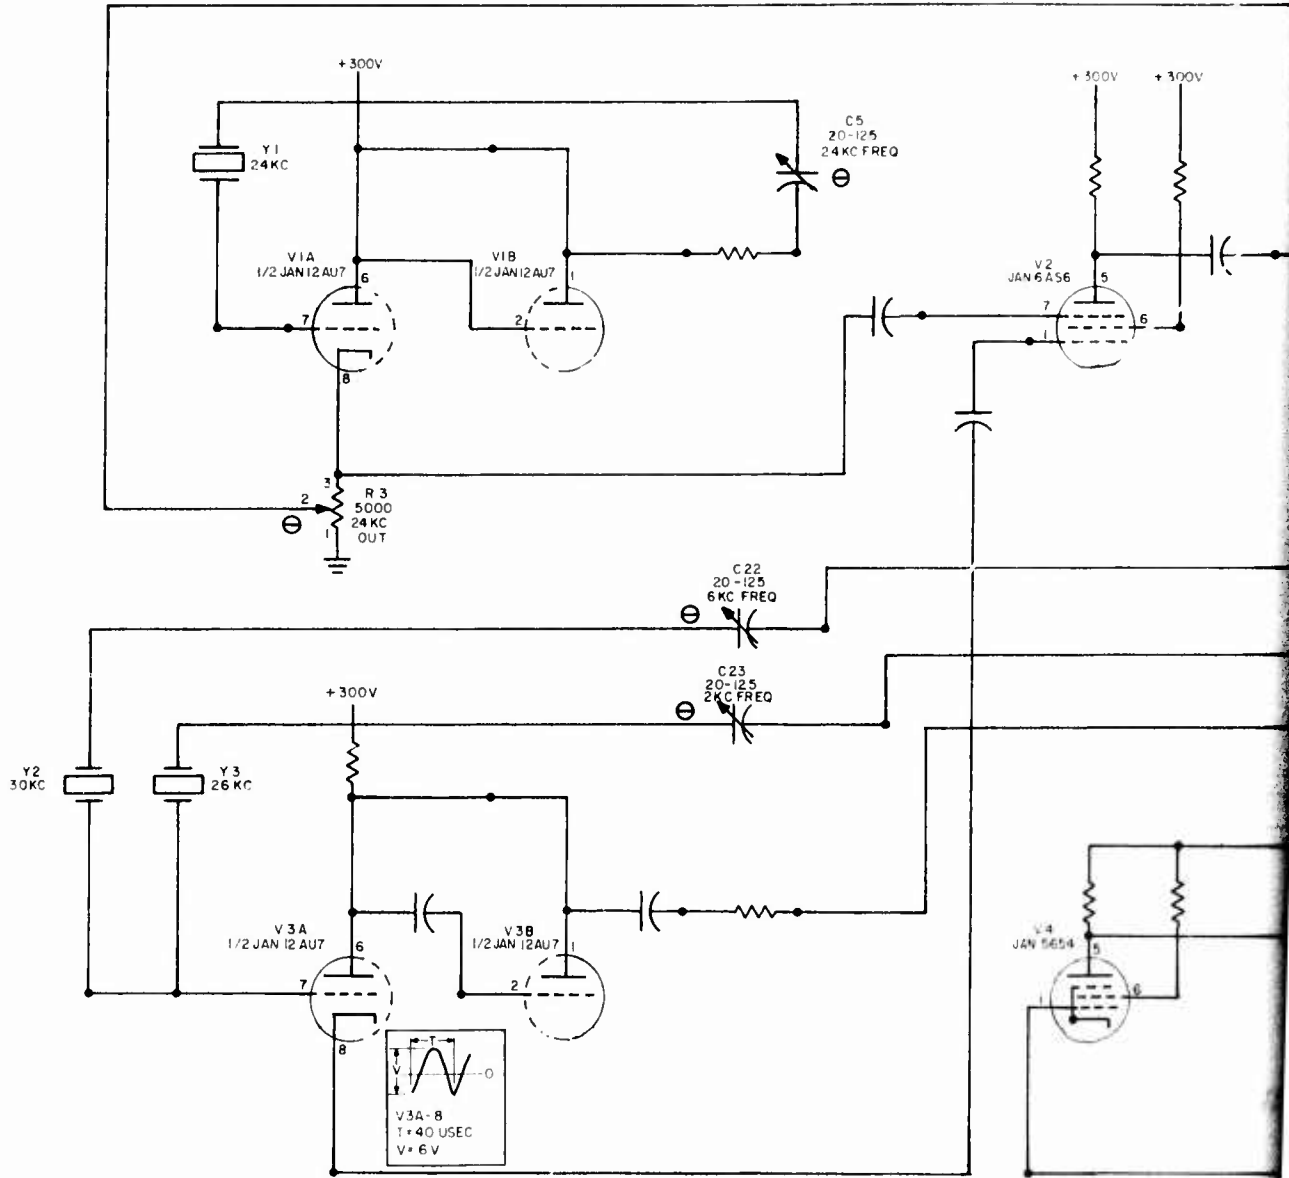 +300V
+300V
+300V
Y1
24KC
C5
20-125
24KC FREQ
V1A
1/2 JAN 12AU7
6
7
8
V1B
1/2 JAN 12AU7
1
2
V2
JAN 6AS6
5
7
6
1
3
2
1
R3
5000
24KC
OUT
C22
20-125
6KC FREQ
C23
20-125
2KC FREQ
+300V
Y2
30KC
Y3
26KC
V3A
1/2 JAN 12AU7
6
7
8
V3B
1/2 JAN 12AU7
1
2
V4
JAN 5654
5
1
6
T
V
0
V3A-8
T=40 USEC
V=6V